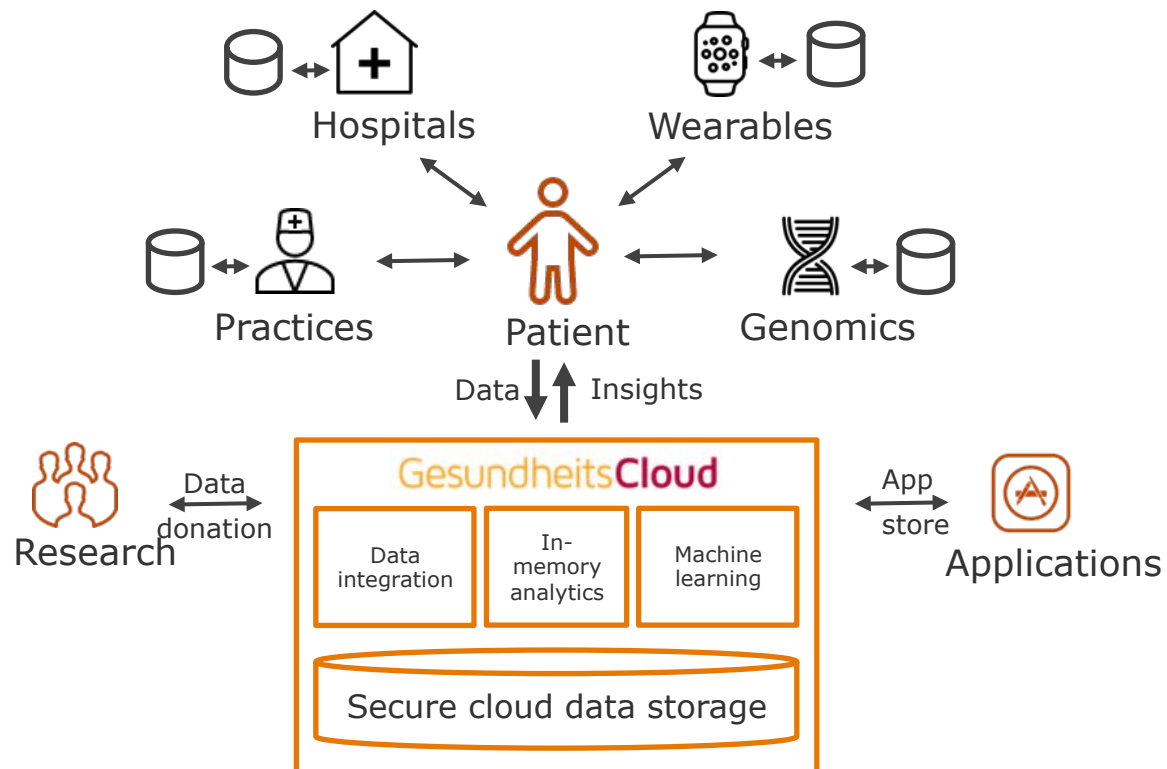 Hospitals
Wearables
Practices
Patient
Genomics
Data
Insights
GesundheitsCloud
Research
Data
donation
Data
integration
In-
memory
analytics
Machine
learning
App
store
Applications
Secure cloud data storage